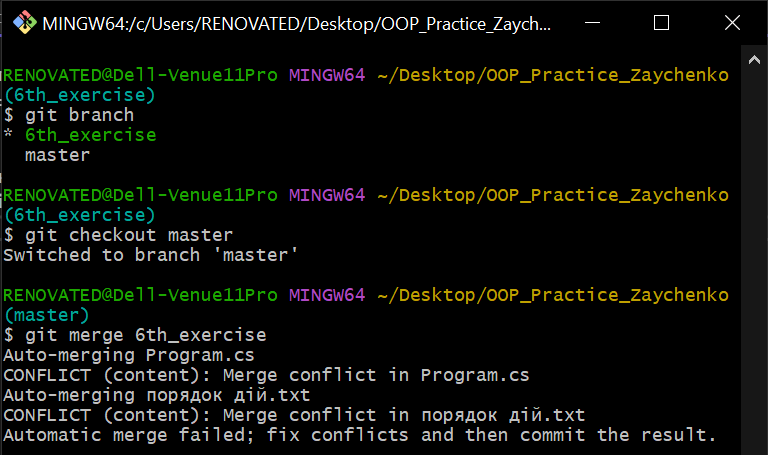 MINGW64:/c/Users/RENOVATED/Desktop/OOP_Practice_Zaych...
RENOVATED@Dell-Venue11Pro MINGW64 ~/Desktop/OOP_Practice_Zaychenko
(6th_exercise)
$ git branch
* 6th_exercise
  master
RENOVATED@Dell-Venue11Pro MINGW64 ~/Desktop/OOP_Practice_Zaychenko
(6th_exercise)
$ git checkout master
Switched to branch 'master'
RENOVATED@Dell-Venue11Pro MINGW64 ~/Desktop/OOP_Practice_Zaychenko
(master)
$ git merge 6th_exercise
Auto-merging Program.cs
CONFLICT (content): Merge conflict in Program.cs
Auto-merging порядок дій.txt
CONFLICT (content): Merge conflict in порядок дій.txt
Automatic merge failed; fix conflicts and then commit the result.